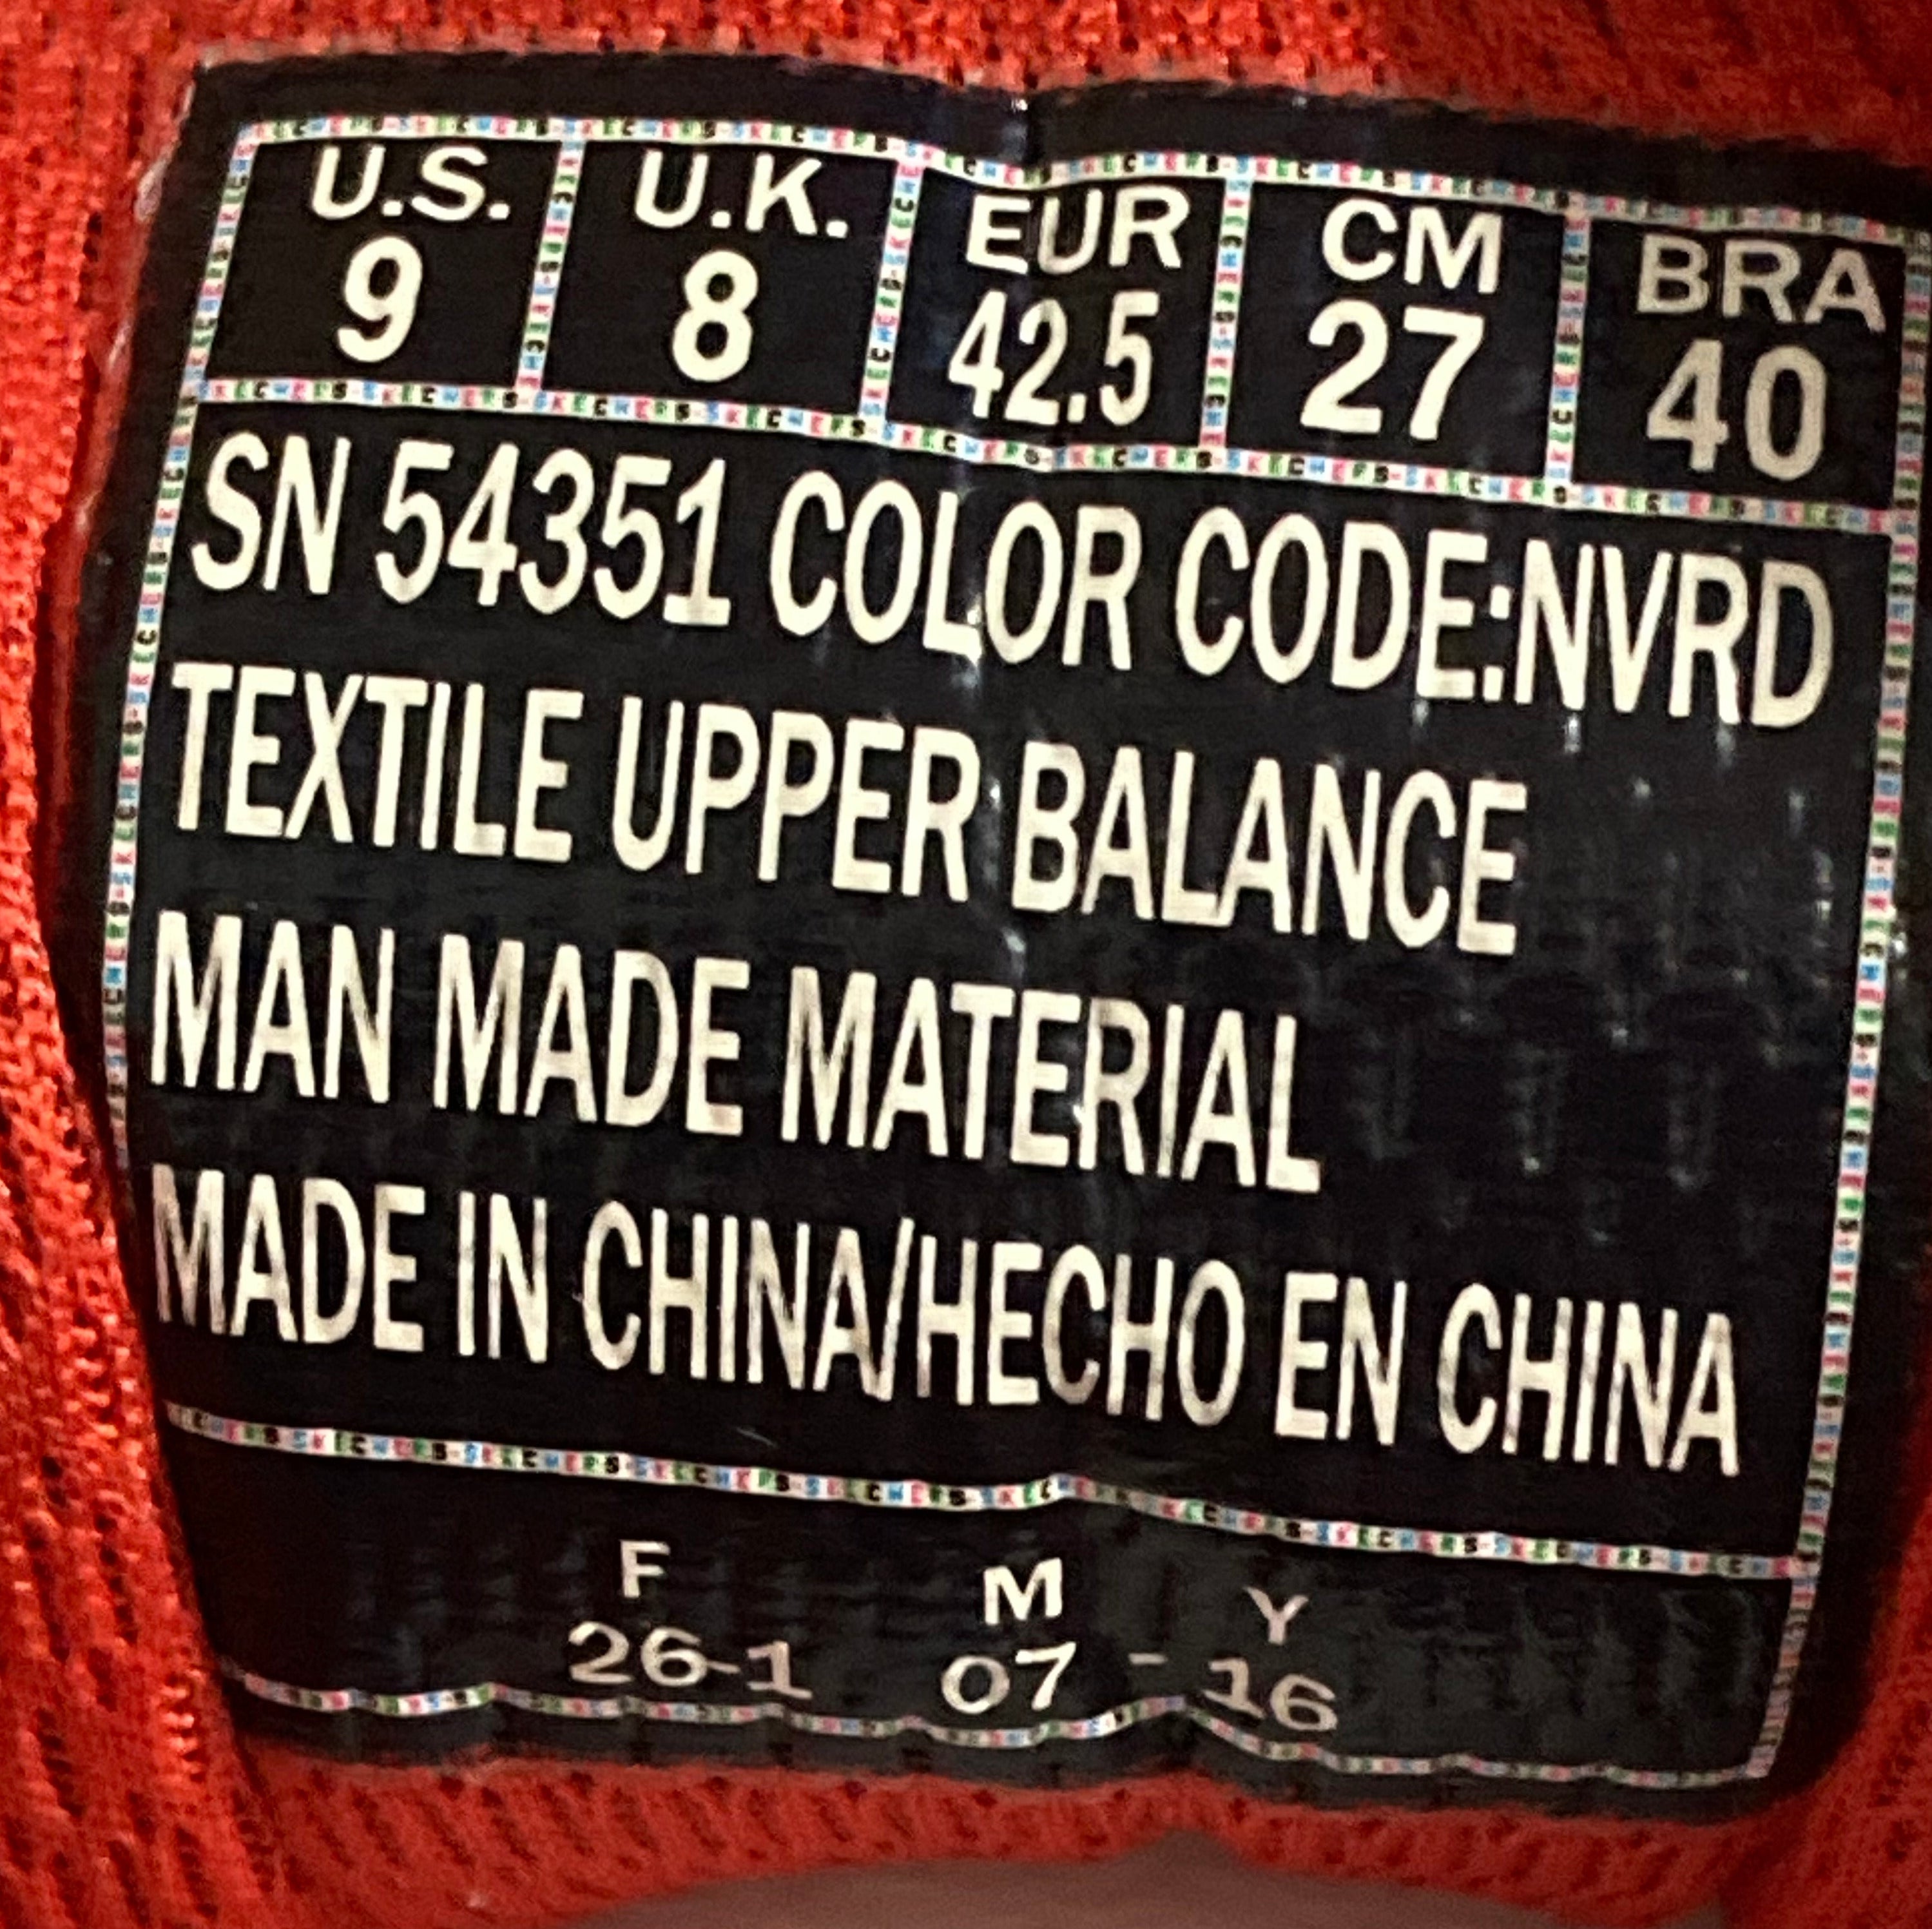 U.S. U.K. EUR CM BRA
9 8 42.5 27 40
SN 54351 COLOR CODE:NVRD
TEXTILE UPPER BALANCE
MAN MADE MATERIAL
MADE IN CHINA/HECHO EN CHINA
F M Y
26-1 07 - 16